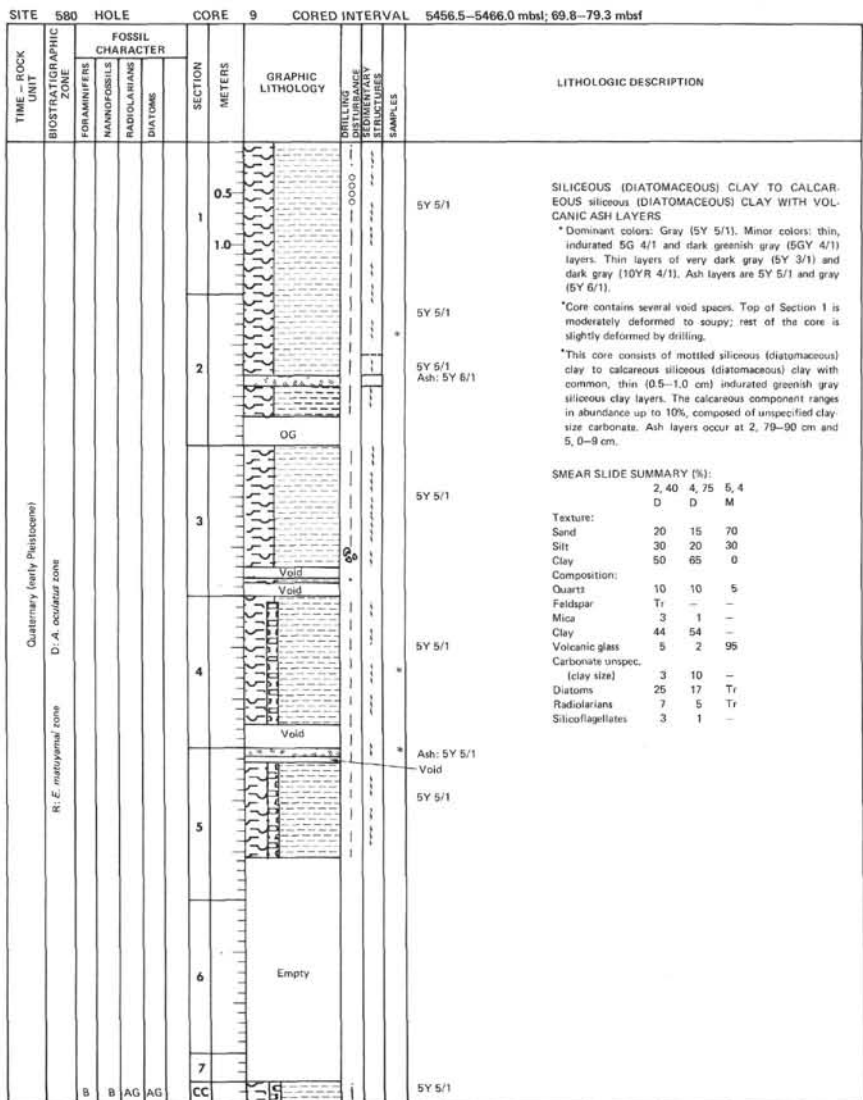 SITE 580 HOLE CORE 9 CORED INTERVAL 5456.5–5466.0 mbsl; 69.8–79.3 mbsf
TIME – ROCK UNIT
BIOSTRATIGRAPHIC ZONE
FOSSIL CHARACTER
FORAMINIFERS
NANNOFOSSILS
RADIOLARIANS
DIATOMS
SECTION
METERS
GRAPHIC LITHOLOGY
DRILLING DISTURBANCE
SEDIMENTARY STRUCTURES
SAMPLES
LITHOLOGIC DESCRIPTION
Quaternary (early Pleistocene)
D: A. oculatus zone
R: E. matuyamai zone
B B AG AG
1
0.5
1.0
2
3
4
5
6
7
CC
OG
Void
Void
Void
Empty
5Y 5/1
5Y 5/1
*
5Y 5/1
Ash: 5Y 6/1
5Y 5/1
5Y 5/1
*
*
Ash: 5Y 5/1
Void
5Y 5/1
5Y 5/1
SILICEOUS (DIATOMACEOUS) CLAY TO CALCAR-
EOUS siliceous (DIATOMACEOUS) CLAY WITH VOL-
CANIC ASH LAYERS
* Dominant colors: Gray (5Y 5/1). Minor colors: thin,
indurated 5G 4/1 and dark greenish gray (5GY 4/1)
layers. Thin layers of very dark gray (5Y 3/1) and
dark gray (10YR 4/1). Ash layers are 5Y 5/1 and gray
(5Y 6/1).
*Core contains several void spaces. Top of Section 1 is
moderately deformed to soupy; rest of the core is
slightly deformed by drilling.
*This core consists of mottled siliceous (diatomaceous)
clay to calcareous siliceous (diatomaceous) clay with
common, thin (0.5–1.0 cm) indurated greenish gray
siliceous clay layers. The calcareous component ranges
in abundance up to 10%, composed of unspecified clay-
size carbonate. Ash layers occur at 2, 79–90 cm and
5, 0–9 cm.
SMEAR SLIDE SUMMARY (%):
2, 40 4, 75 5, 4
D D M
Texture:
Sand 20 15 70
Silt 30 20 30
Clay 50 65 0
Composition:
Quartz 10 10 5
Feldspar Tr – –
Mica 3 1 –
Clay 44 54 –
Volcanic glass 5 2 95
Carbonate unspec.
(clay size) 3 10 –
Diatoms 25 17 Tr
Radiolarians 7 5 Tr
Silicoflagellates 3 1 –